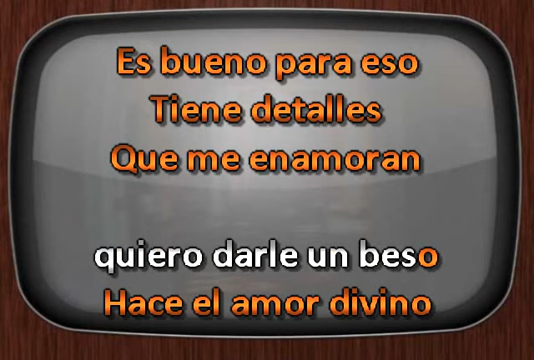 Es bueno para eso
Tiene detalles
Que me enamoran
quiero darle un beso
Hace el amor divino